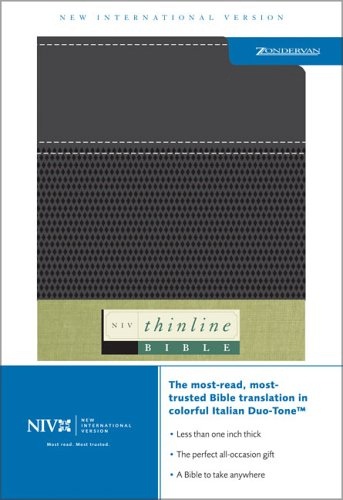 NEW INTERNATIONAL VERSION
ZONDERVAN
NIV thinline
BIBLE
The most-read, most-
trusted Bible translation in
colorful Italian Duo-Tone™
• Less than one inch thick
• The perfect all-occasion gift
• A Bible to take anywhere
NIV
NEW
INTERNATIONAL
VERSION
Most read. Most trusted.